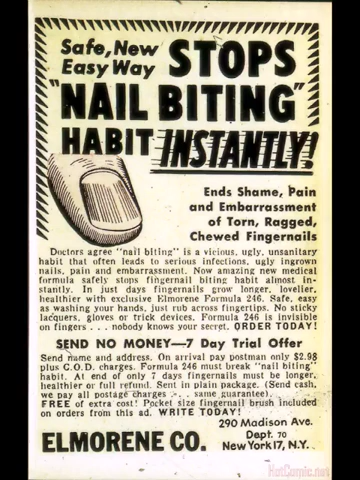 Safe, New
Easy Way
STOPS
"NAIL BITING"
HABIT INSTANTLY!
Ends Shame, Pain
and Embarrassment
of Torn, Ragged,
Chewed Fingernails
Doctors agree "nail biting" is a vicious, ugly, unsanitary
habit that often leads to serious infections, ugly ingrown
nails, pain and embarrassment. Now amazing new medical
formula safely stops fingernail biting habit almost in-
stantly. In just days fingernails grow longer, lovelier,
healthier with exclusive Elmorene Formula 246. Safe, easy
as washing your hands, just rub across fingertips. No sticky
lacquers, gloves or trick devices. Formula 246 is invisible
on fingers . . . nobody knows your secret. ORDER TODAY!
SEND NO MONEY—7 Day Trial Offer
Send name and address. On arrival pay postman only $2.98
plus C.O.D. charges. Formula 246 must break "nail biting"
habit. At end of only 7 days fingernails must be longer,
healthier or full refund. Sent in plain package. (Send cash,
we pay all postage charges . . . same guarantee).
FREE of extra cost! Pocket size fingernail brush included
on orders from this ad. WRITE TODAY!
ELMORENE CO.
290 Madison Ave.
Dept. 70
New York 17, N.Y.
HotComic.net